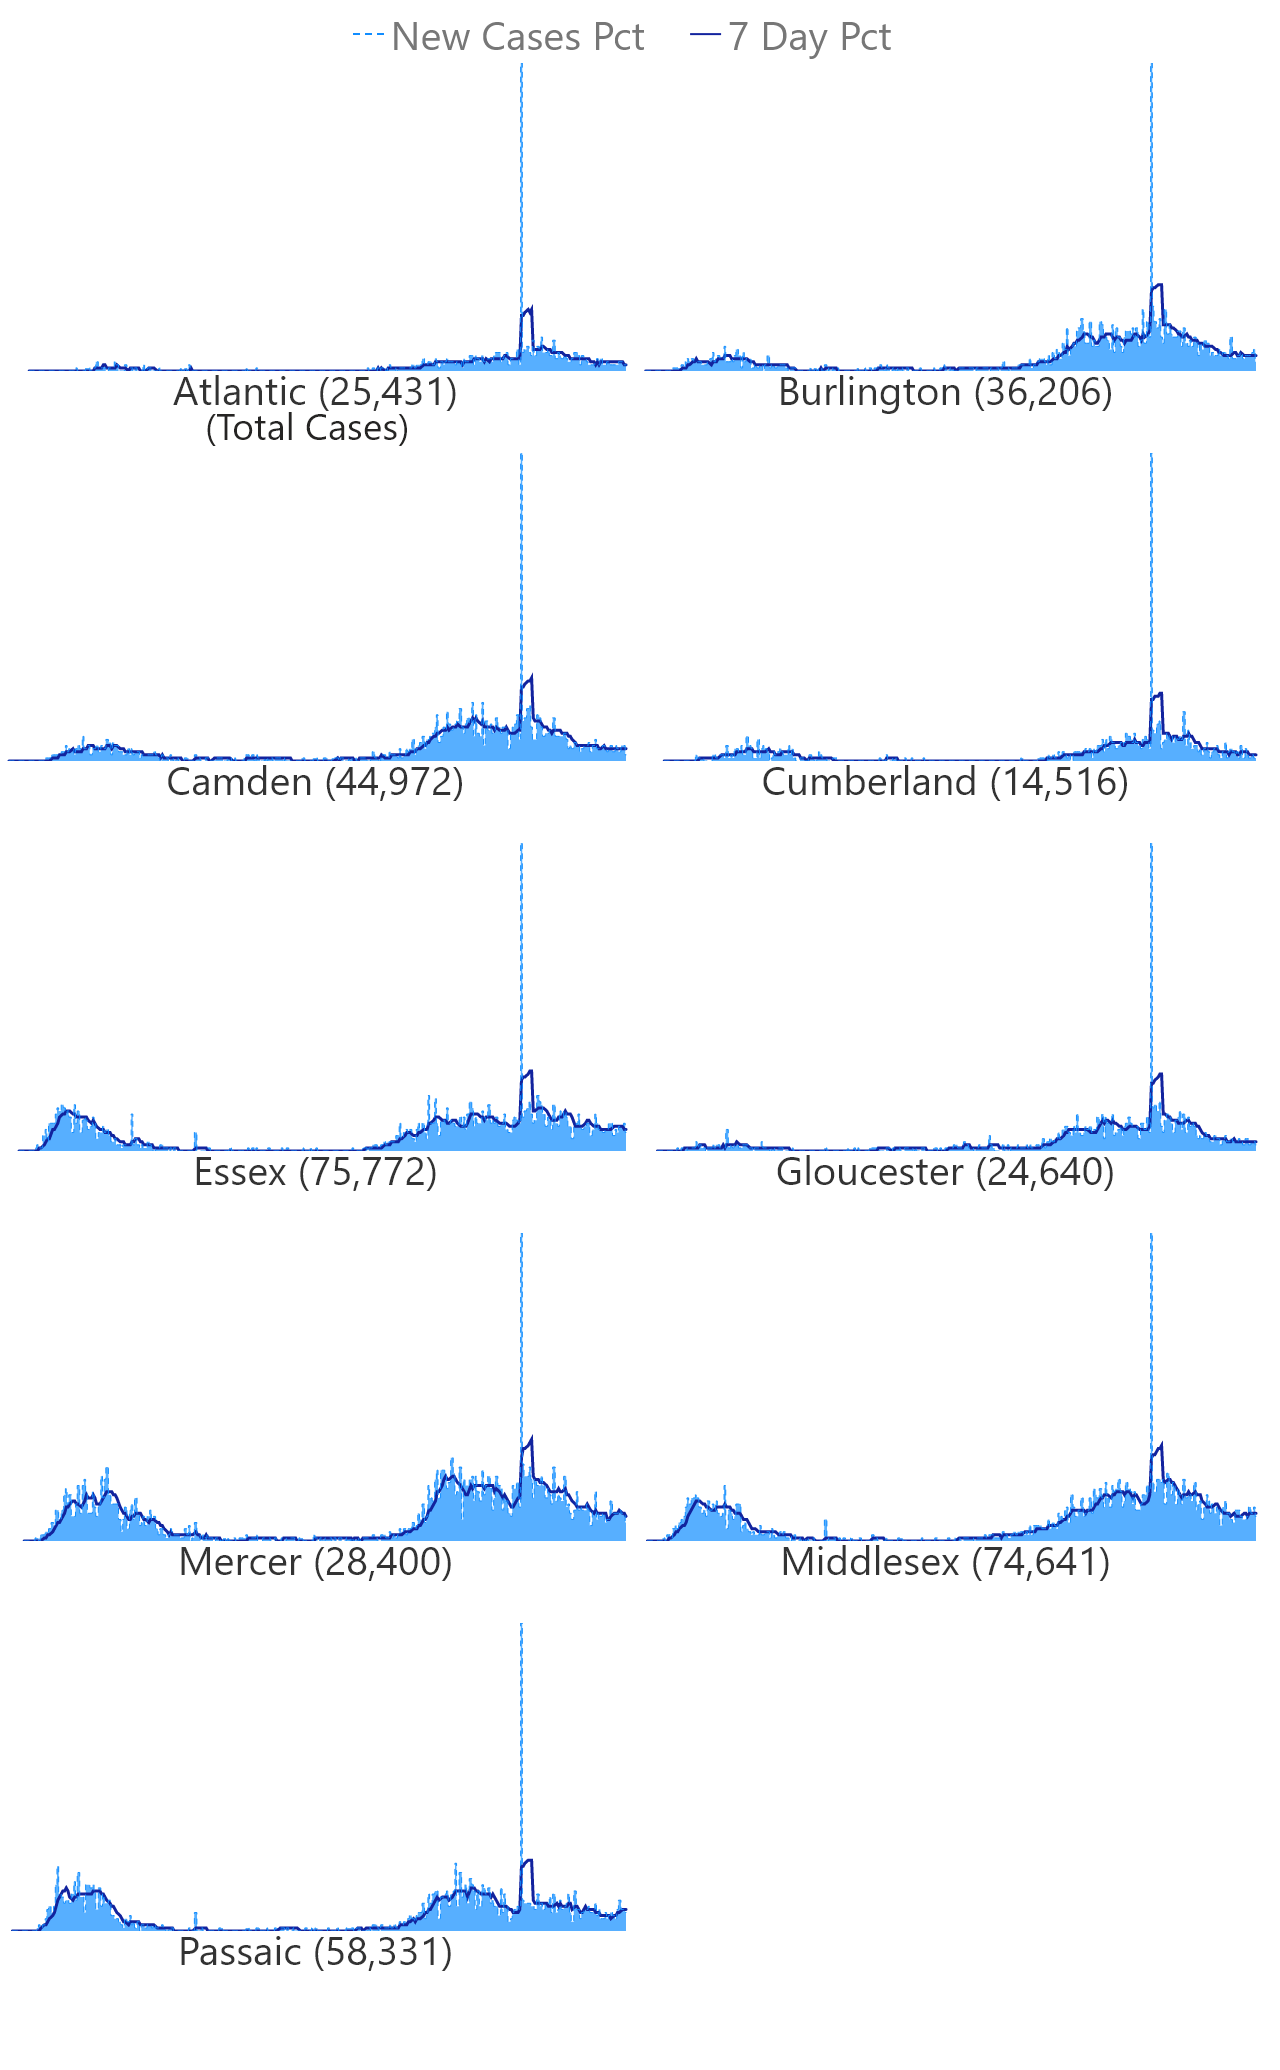 New Cases Pct 7 Day Pct
Atlantic (25,431) Burlington (36,206)
(Total Cases)
Camden (44,972) Cumberland (14,516)
Essex (75,772) Gloucester (24,640)
Mercer (28,400) Middlesex (74,641)
Passaic (58,331)